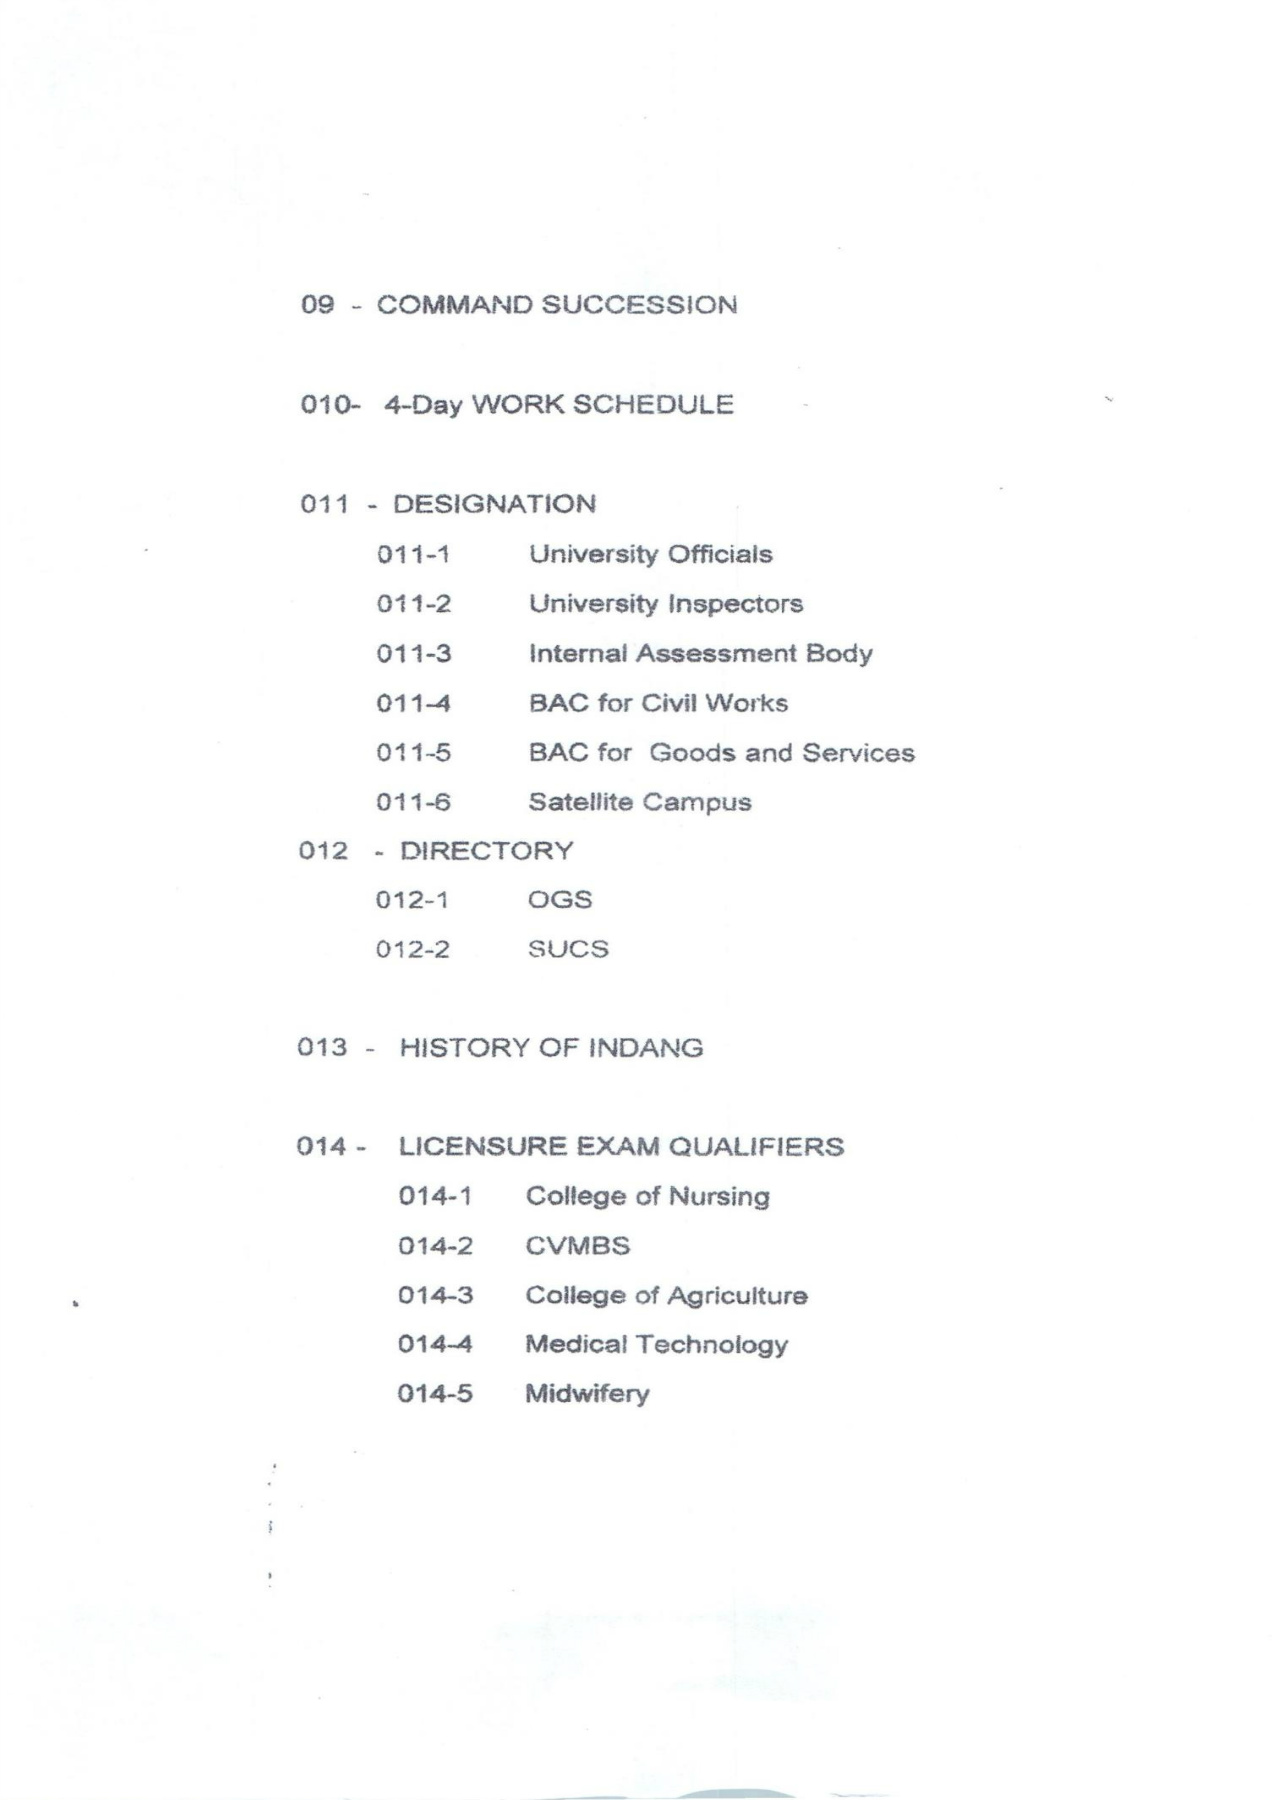 09 - COMMAND SUCCESSION
010- 4-Day WORK SCHEDULE
011 - DESIGNATION
011-1 University Officials
011-2 University Inspectors
011-3 Internal Assessment Body
011-4 BAC for Civil Works
011-5 BAC for Goods and Services
011-6 Satellite Campus
012 - DIRECTORY
012-1 OGS
012-2 SUCS
013 - HISTORY OF INDANG
014 - LICENSURE EXAM QUALIFIERS
014-1 College of Nursing
014-2 CVMBS
014-3 College of Agriculture
014-4 Medical Technology
014-5 Midwifery